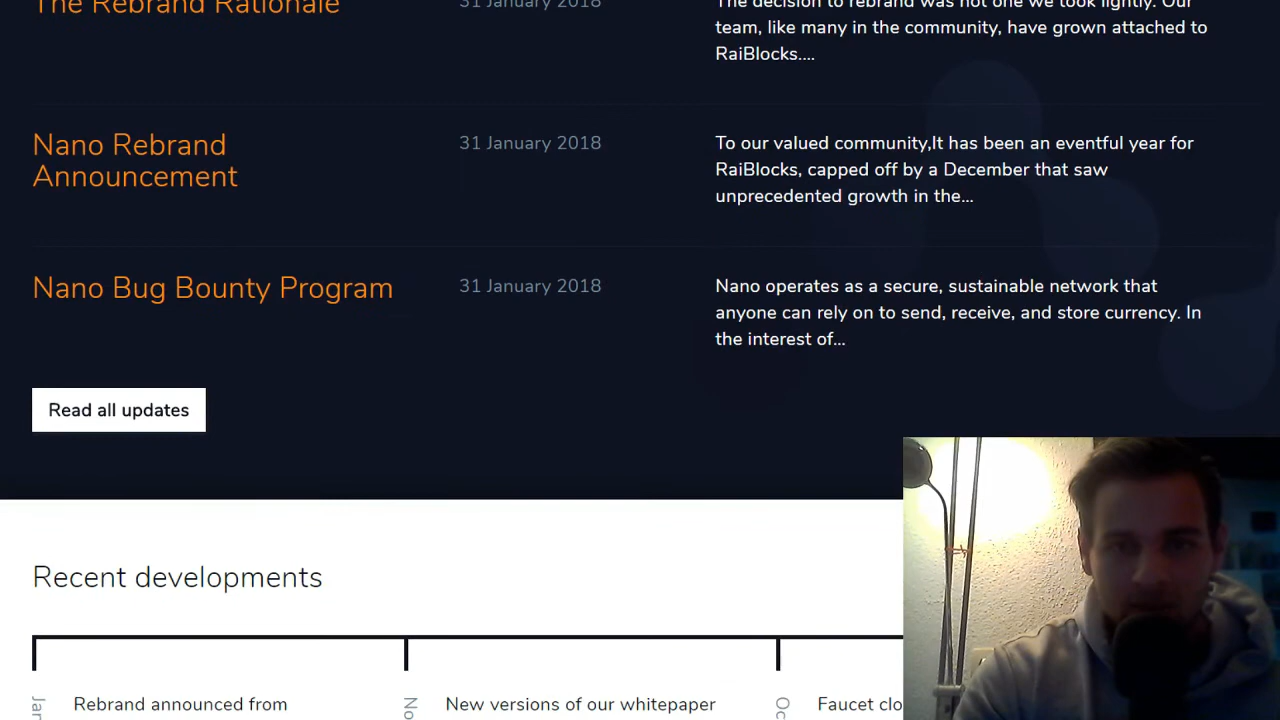 The Rebrand Rationale
31 January 2018
The decision to rebrand was not one we took lightly. Our
team, like many in the community, have grown attached to
RaiBlocks....
Nano Rebrand
Announcement
31 January 2018
To our valued community,It has been an eventful year for
RaiBlocks, capped off by a December that saw
unprecedented growth in the...
Nano Bug Bounty Program
31 January 2018
Nano operates as a secure, sustainable network that
anyone can rely on to send, receive, and store currency. In
the interest of...
Read all updates
Recent developments
Jar
Rebrand announced from
No
New versions of our whitepaper
Oc
Faucet clo